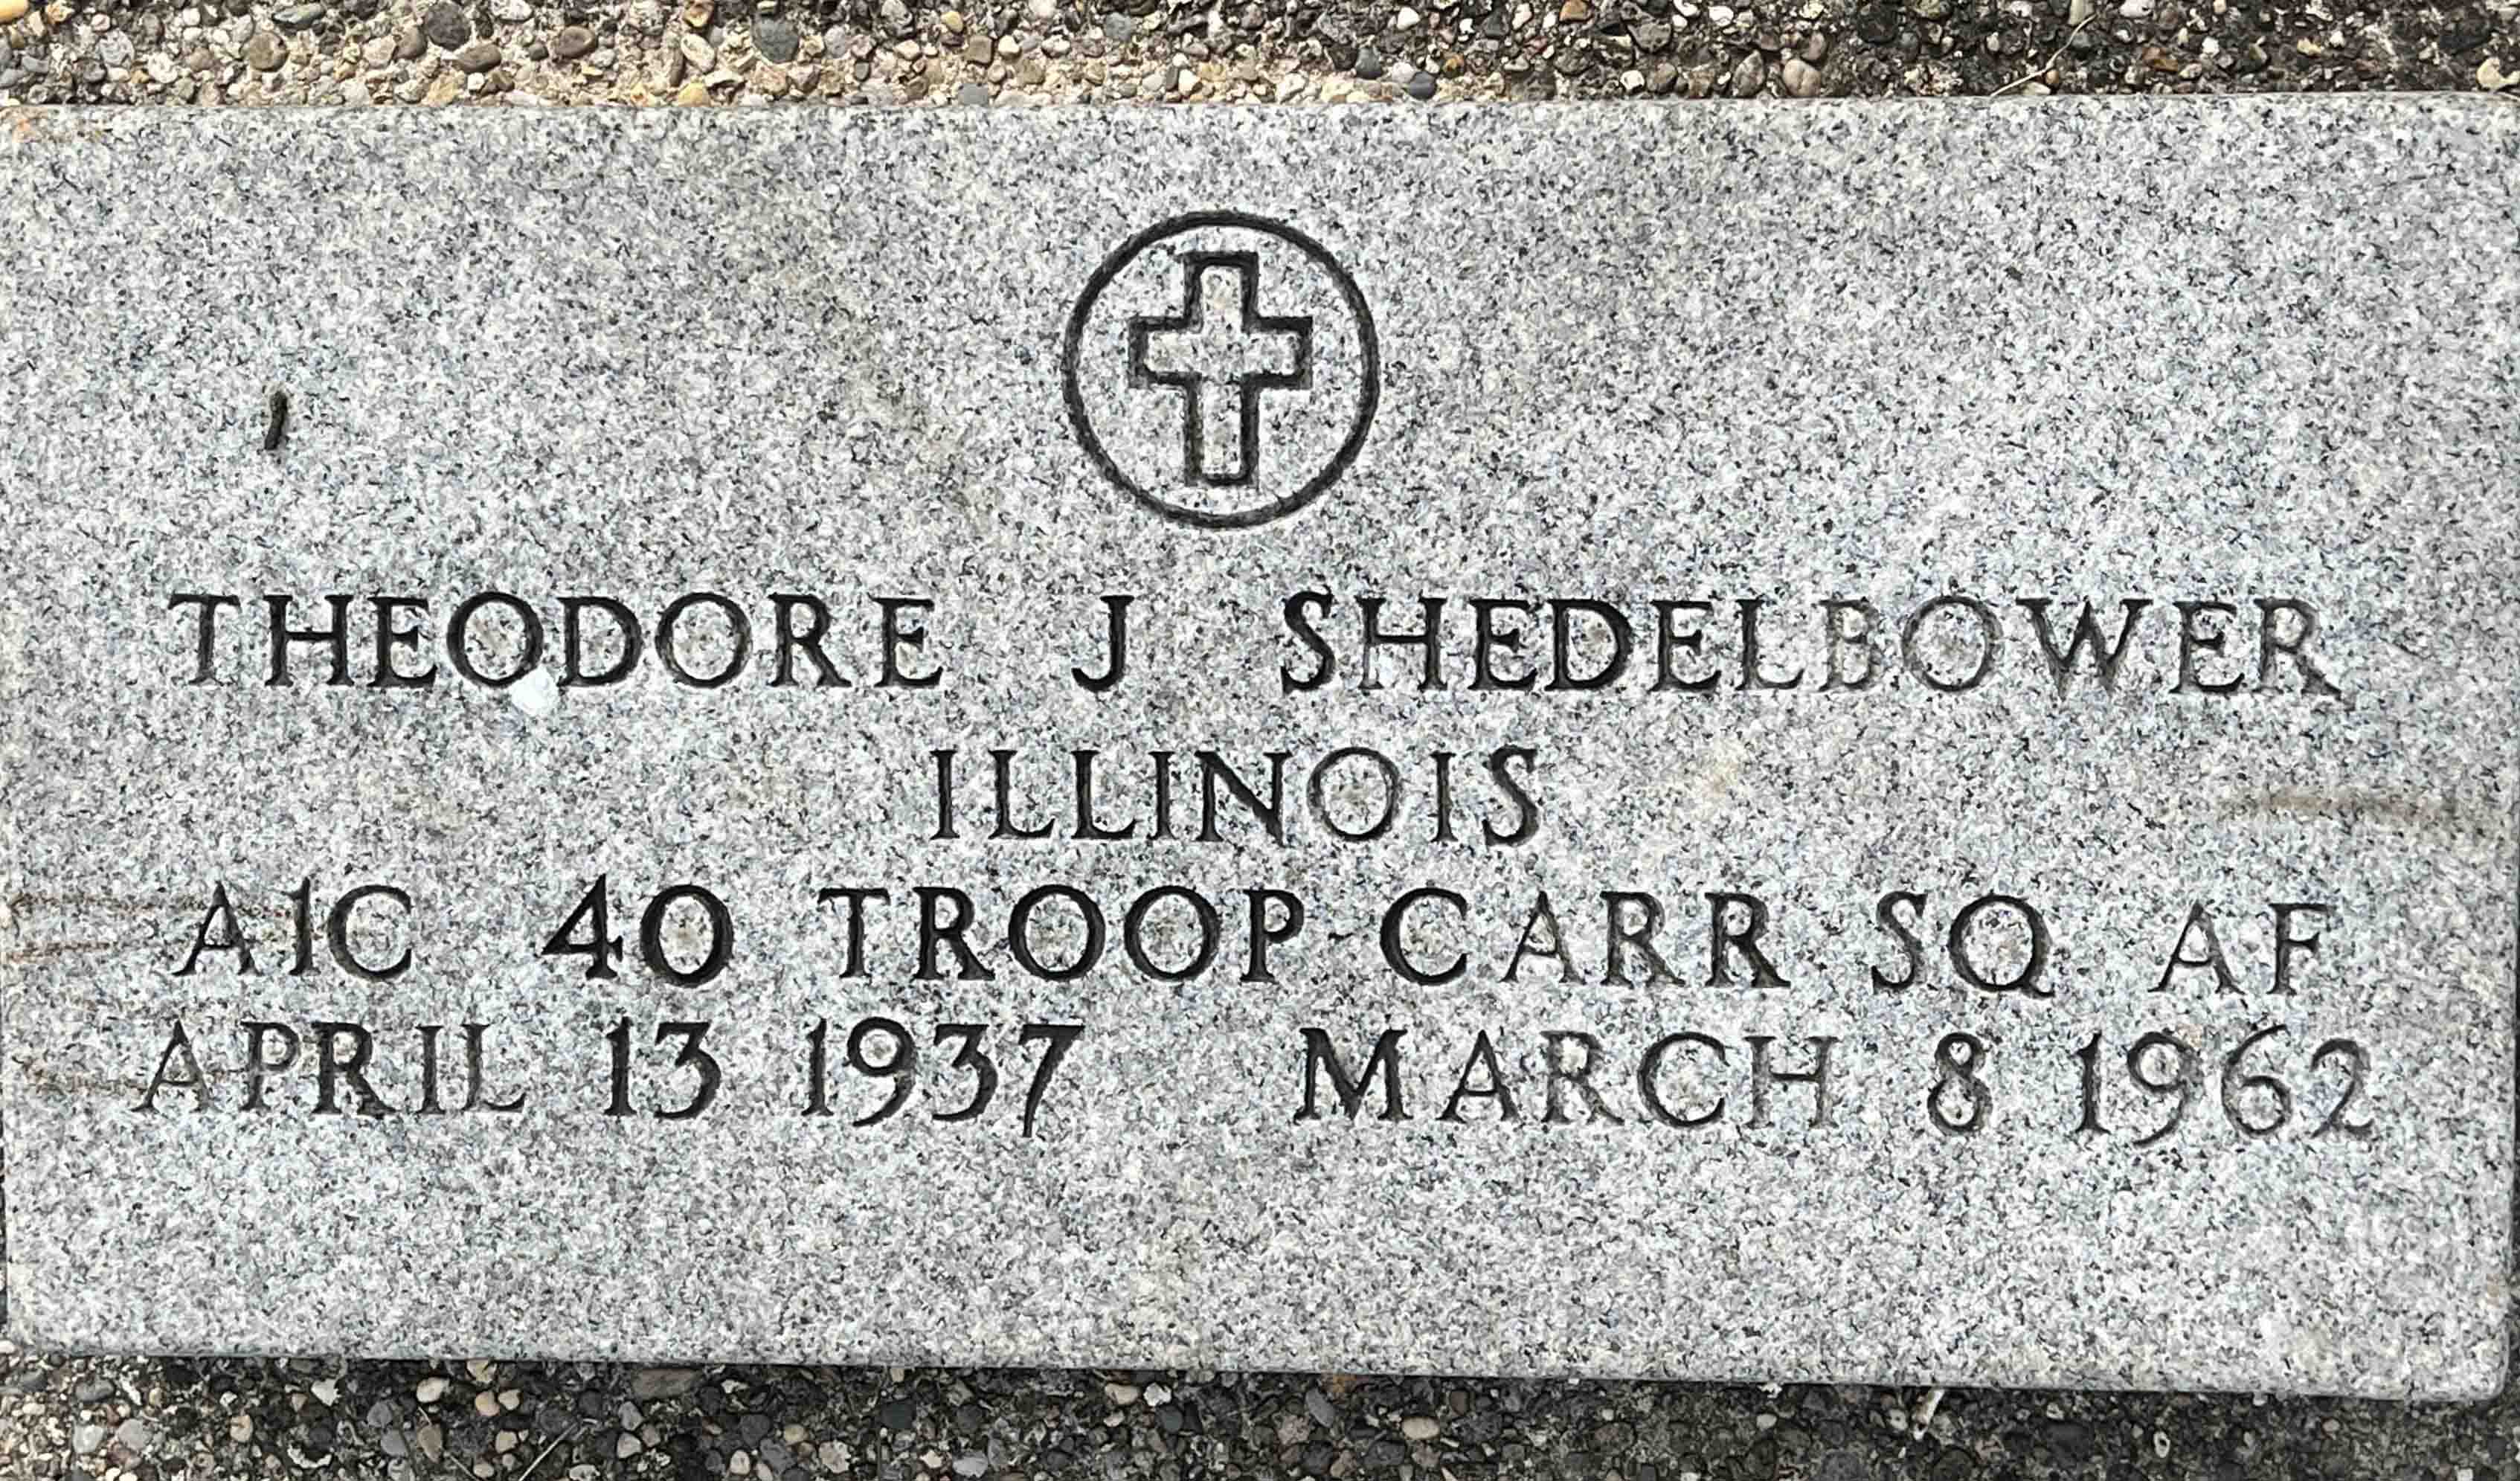 THEODORE J SHEDELBOWER
ILLINOIS
A1C 40 TROOP CARR SQ AF
APRIL 13 1937 MARCH 8 1962